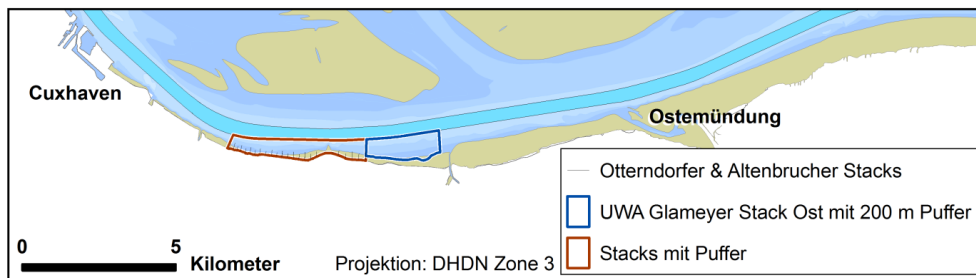 Cuxhaven
Ostemündung
Otterndorfer & Altenbrucher Stacks
UWA Glameyer Stack Ost mit 200 m Puffer
Stacks mit Puffer
0 5
Kilometer
Projektion: DHDN Zone 3